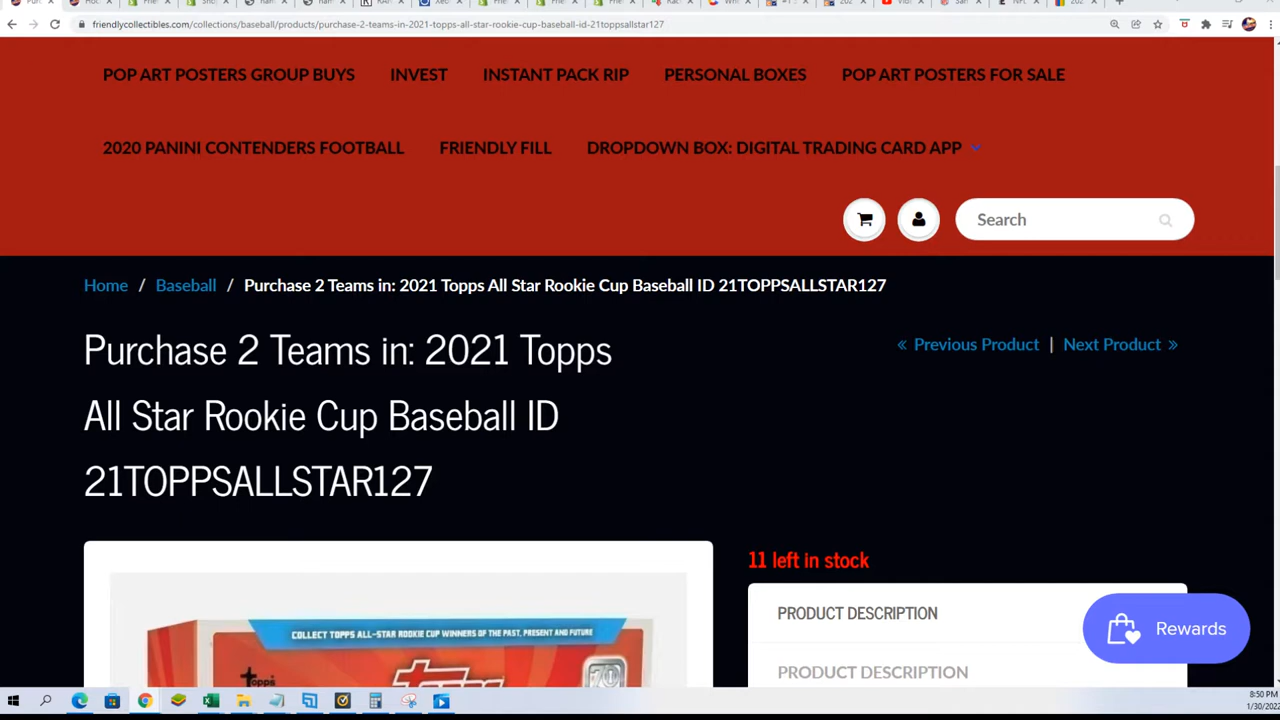 friendlycollectibles.com/collections/baseball/products/purchase-2-teams-in-2021-topps-all-star-rookie-cup-baseball-id-21toppsallstar127
POP ART POSTERS GROUP BUYS INVEST INSTANT PACK RIP PERSONAL BOXES POP ART POSTERS FOR SALE
2020 PANINI CONTENDERS FOOTBALL FRIENDLY FILL DROPDOWN BOX: DIGITAL TRADING CARD APP
Search
Home / Baseball / Purchase 2 Teams in: 2021 Topps All Star Rookie Cup Baseball ID 21TOPPSALLSTAR127
Purchase 2 Teams in: 2021 Topps
All Star Rookie Cup Baseball ID
21TOPPSALLSTAR127
« Previous Product | Next Product »
11 left in stock
PRODUCT DESCRIPTION
PRODUCT DESCRIPTION
Rewards
COLLECT TOPPS ALL-STAR ROOKIE CUP WINNERS OF THE PAST, PRESENT AND FUTURE
topps
topps
70
8:50 PM
1/30/2022